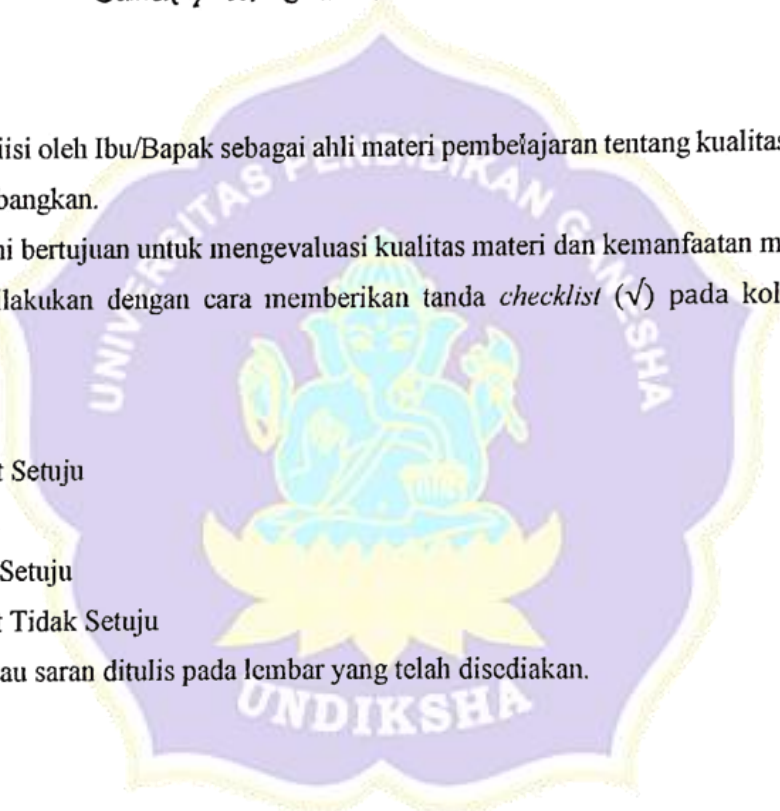 iisi oleh Ibu/Bapak sebagai ahli materi pembelajaran tentang kualitas
bangkan.
ni bertujuan untuk mengevaluasi kualitas materi dan kemanfaatan m
ilakukan dengan cara memberikan tanda checklist (√) pada kol
UNIVERSITAS PENDIDIKAN GANESHA
t Setuju
Setuju
t Tidak Setuju
au saran ditulis pada lembar yang telah disediakan.
UNDIKSHA